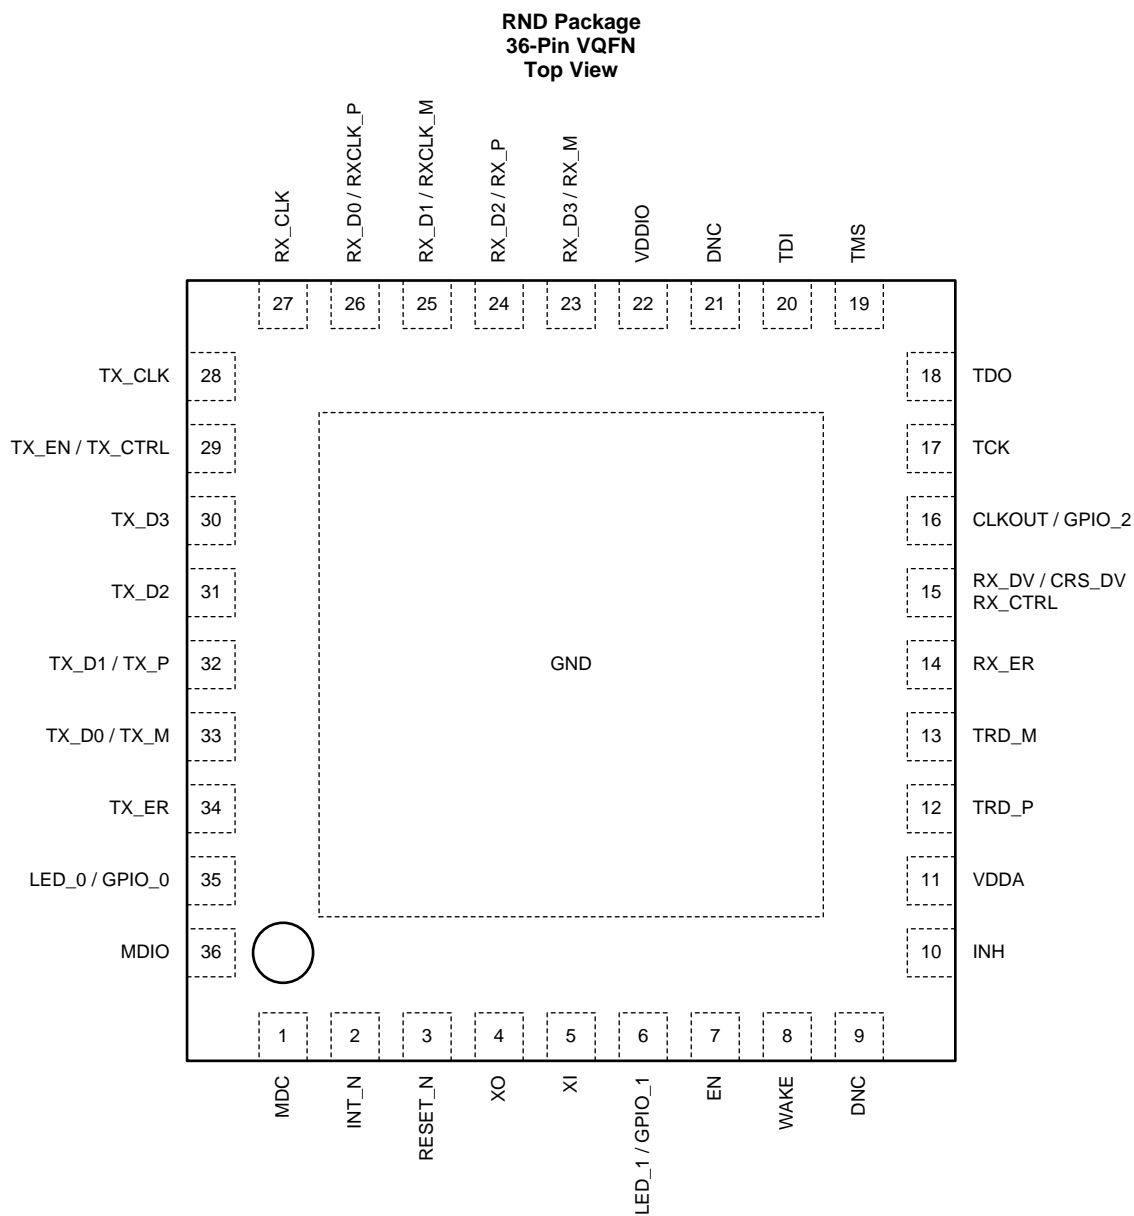 RND Package
36-Pin VQFN
Top View
RX_CLK
RX_D0 / RXCLK_P
RX_D1 / RXCLK_M
RX_D2 / RX_P
RX_D3 / RX_M
VDDIO
DNC
TDI
TMS
27
26
25
24
23
22
21
20
19
TX_CLK
28
18
TDO
TX_EN / TX_CTRL
29
17
TCK
TX_D3
30
16
CLKOUT / GPIO_2
TX_D2
31
15
RX_DV / CRS_DV
RX_CTRL
TX_D1 / TX_P
32
GND
14
RX_ER
TX_D0 / TX_M
33
13
TRD_M
TX_ER
34
12
TRD_P
LED_0 / GPIO_0
35
11
VDDA
MDIO
36
10
INH
1
2
3
4
5
6
7
8
9
MDC
INT_N
RESET_N
XO
XI
LED_1 / GPIO_1
EN
WAKE
DNC